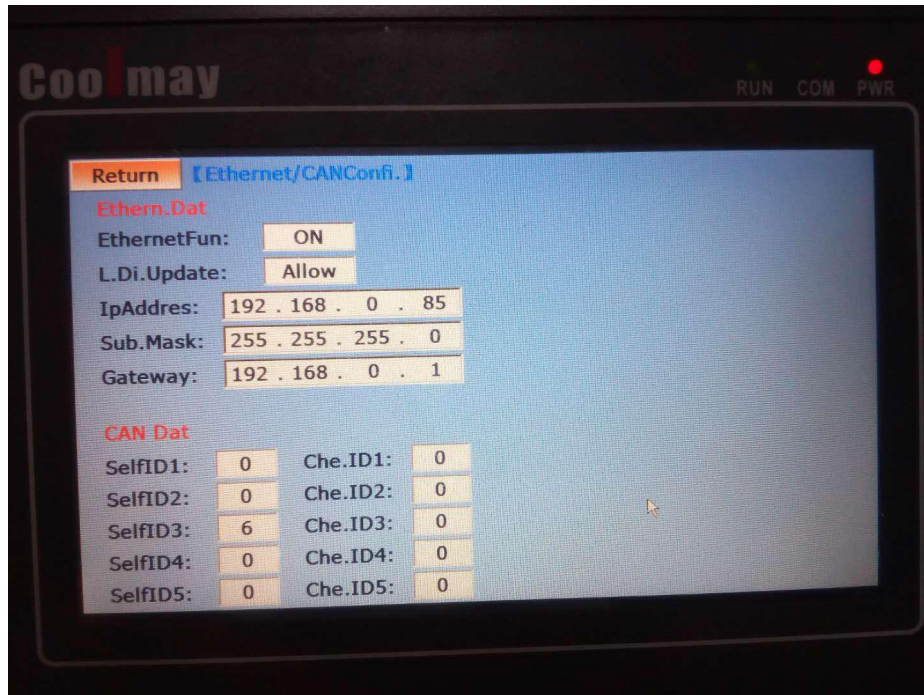 Coolmay
RUN COM PWR
Return 【Ethernet/CANConfi.】
Ethern.Dat
EthernetFun: ON
L.Di.Update: Allow
IpAddres: 192 . 168 . 0 . 85
Sub.Mask: 255 . 255 . 255 . 0
Gateway: 192 . 168 . 0 . 1
CAN Dat
SelfID1: 0 Che.ID1: 0
SelfID2: 0 Che.ID2: 0
SelfID3: 6 Che.ID3: 0
SelfID4: 0 Che.ID4: 0
SelfID5: 0 Che.ID5: 0